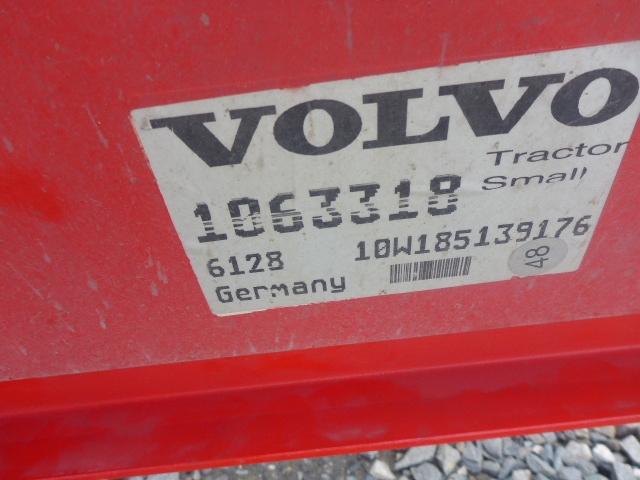 VOLVO
Tractor
1063318 Small
6128 10W185139176
Germany 48